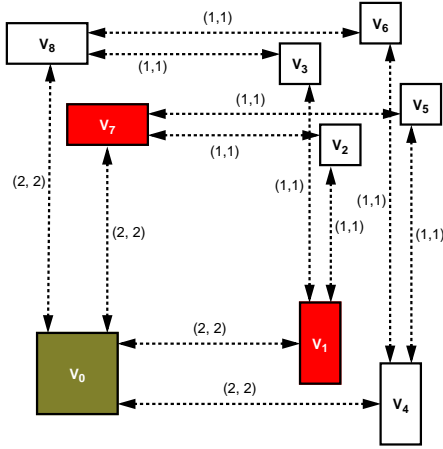 (1,1)
V6
V8
(1,1)
V3
(1,1)
V5
V7
(1,1)
V2
(2, 2)
(2, 2)
(1,1)
(1,1)
(1,1)
(1,1)
(2, 2)
V1
V0
(2, 2)
V4